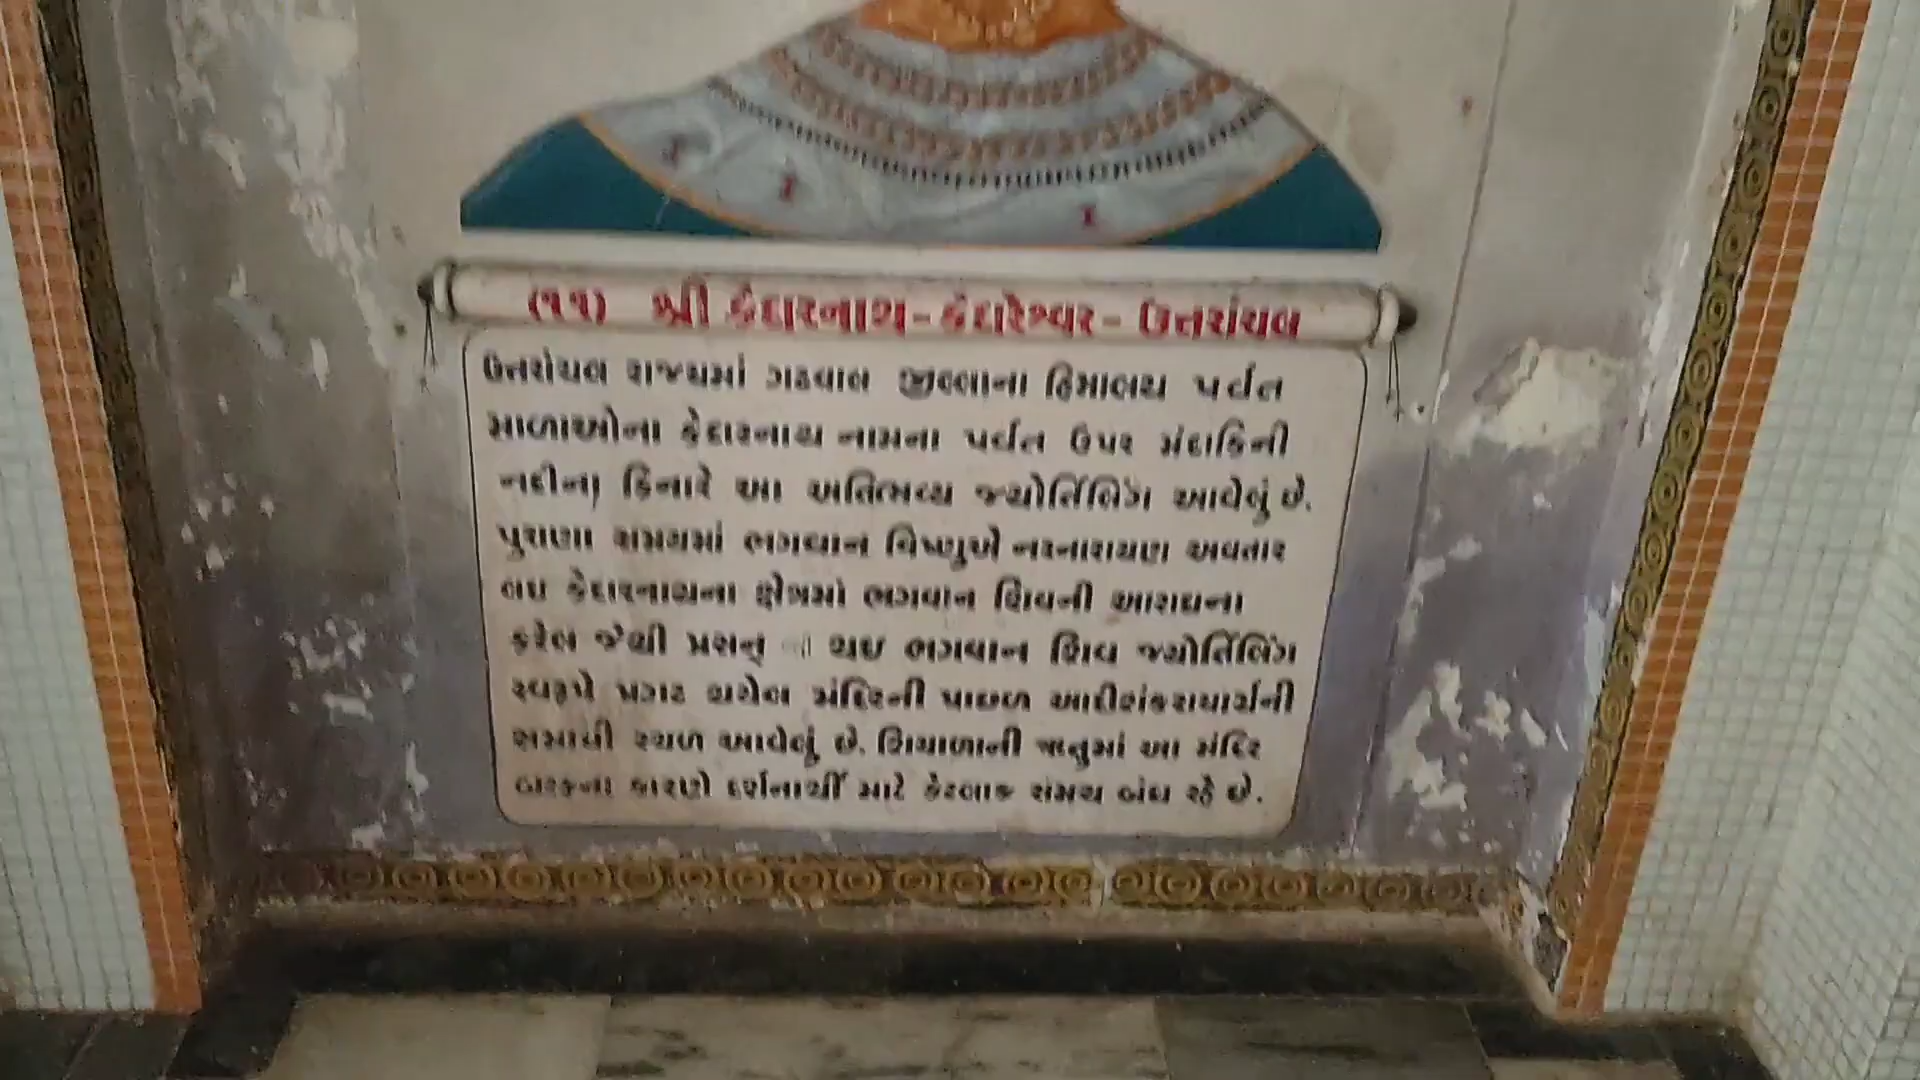 (૧૧) શ્રી કેદારનાથ - કેદારેશ્વર - ઉત્તરાંચલ
ઉત્તરાંચલ રાજ્યમાં ગઢવાલ જીલ્લાના હિમાલય પર્વત
માળાઓના કેદારનાથ નામના પર્વત ઉપર મંદાકિની
નદીના કિનારે આ અતિભવ્ય જ્યોર્તિલિંગ આવેલું છે.
પુરાણા સમયમાં ભગવાન વિષ્ણુએ નરનારાયણ અવતાર
લઇ કેદારનાથના ક્ષેત્રમાં ભગવાન શિવની આરાધના
કરેલ જેથી પ્રસન્ન થઇ ભગવાન શિવ જ્યોર્તિલિંગ
સ્વરૂપે પ્રગટ થયેલ મંદિરની પાછળ આદીશંકરાચાર્યની
સમાધી સ્થળ આવેલું છે. શિયાળાની ઋતુમાં આ મંદિર
બરફના કારણે દર્શનાર્થી માટે કેટલાક સમય બંધ રહે છે.